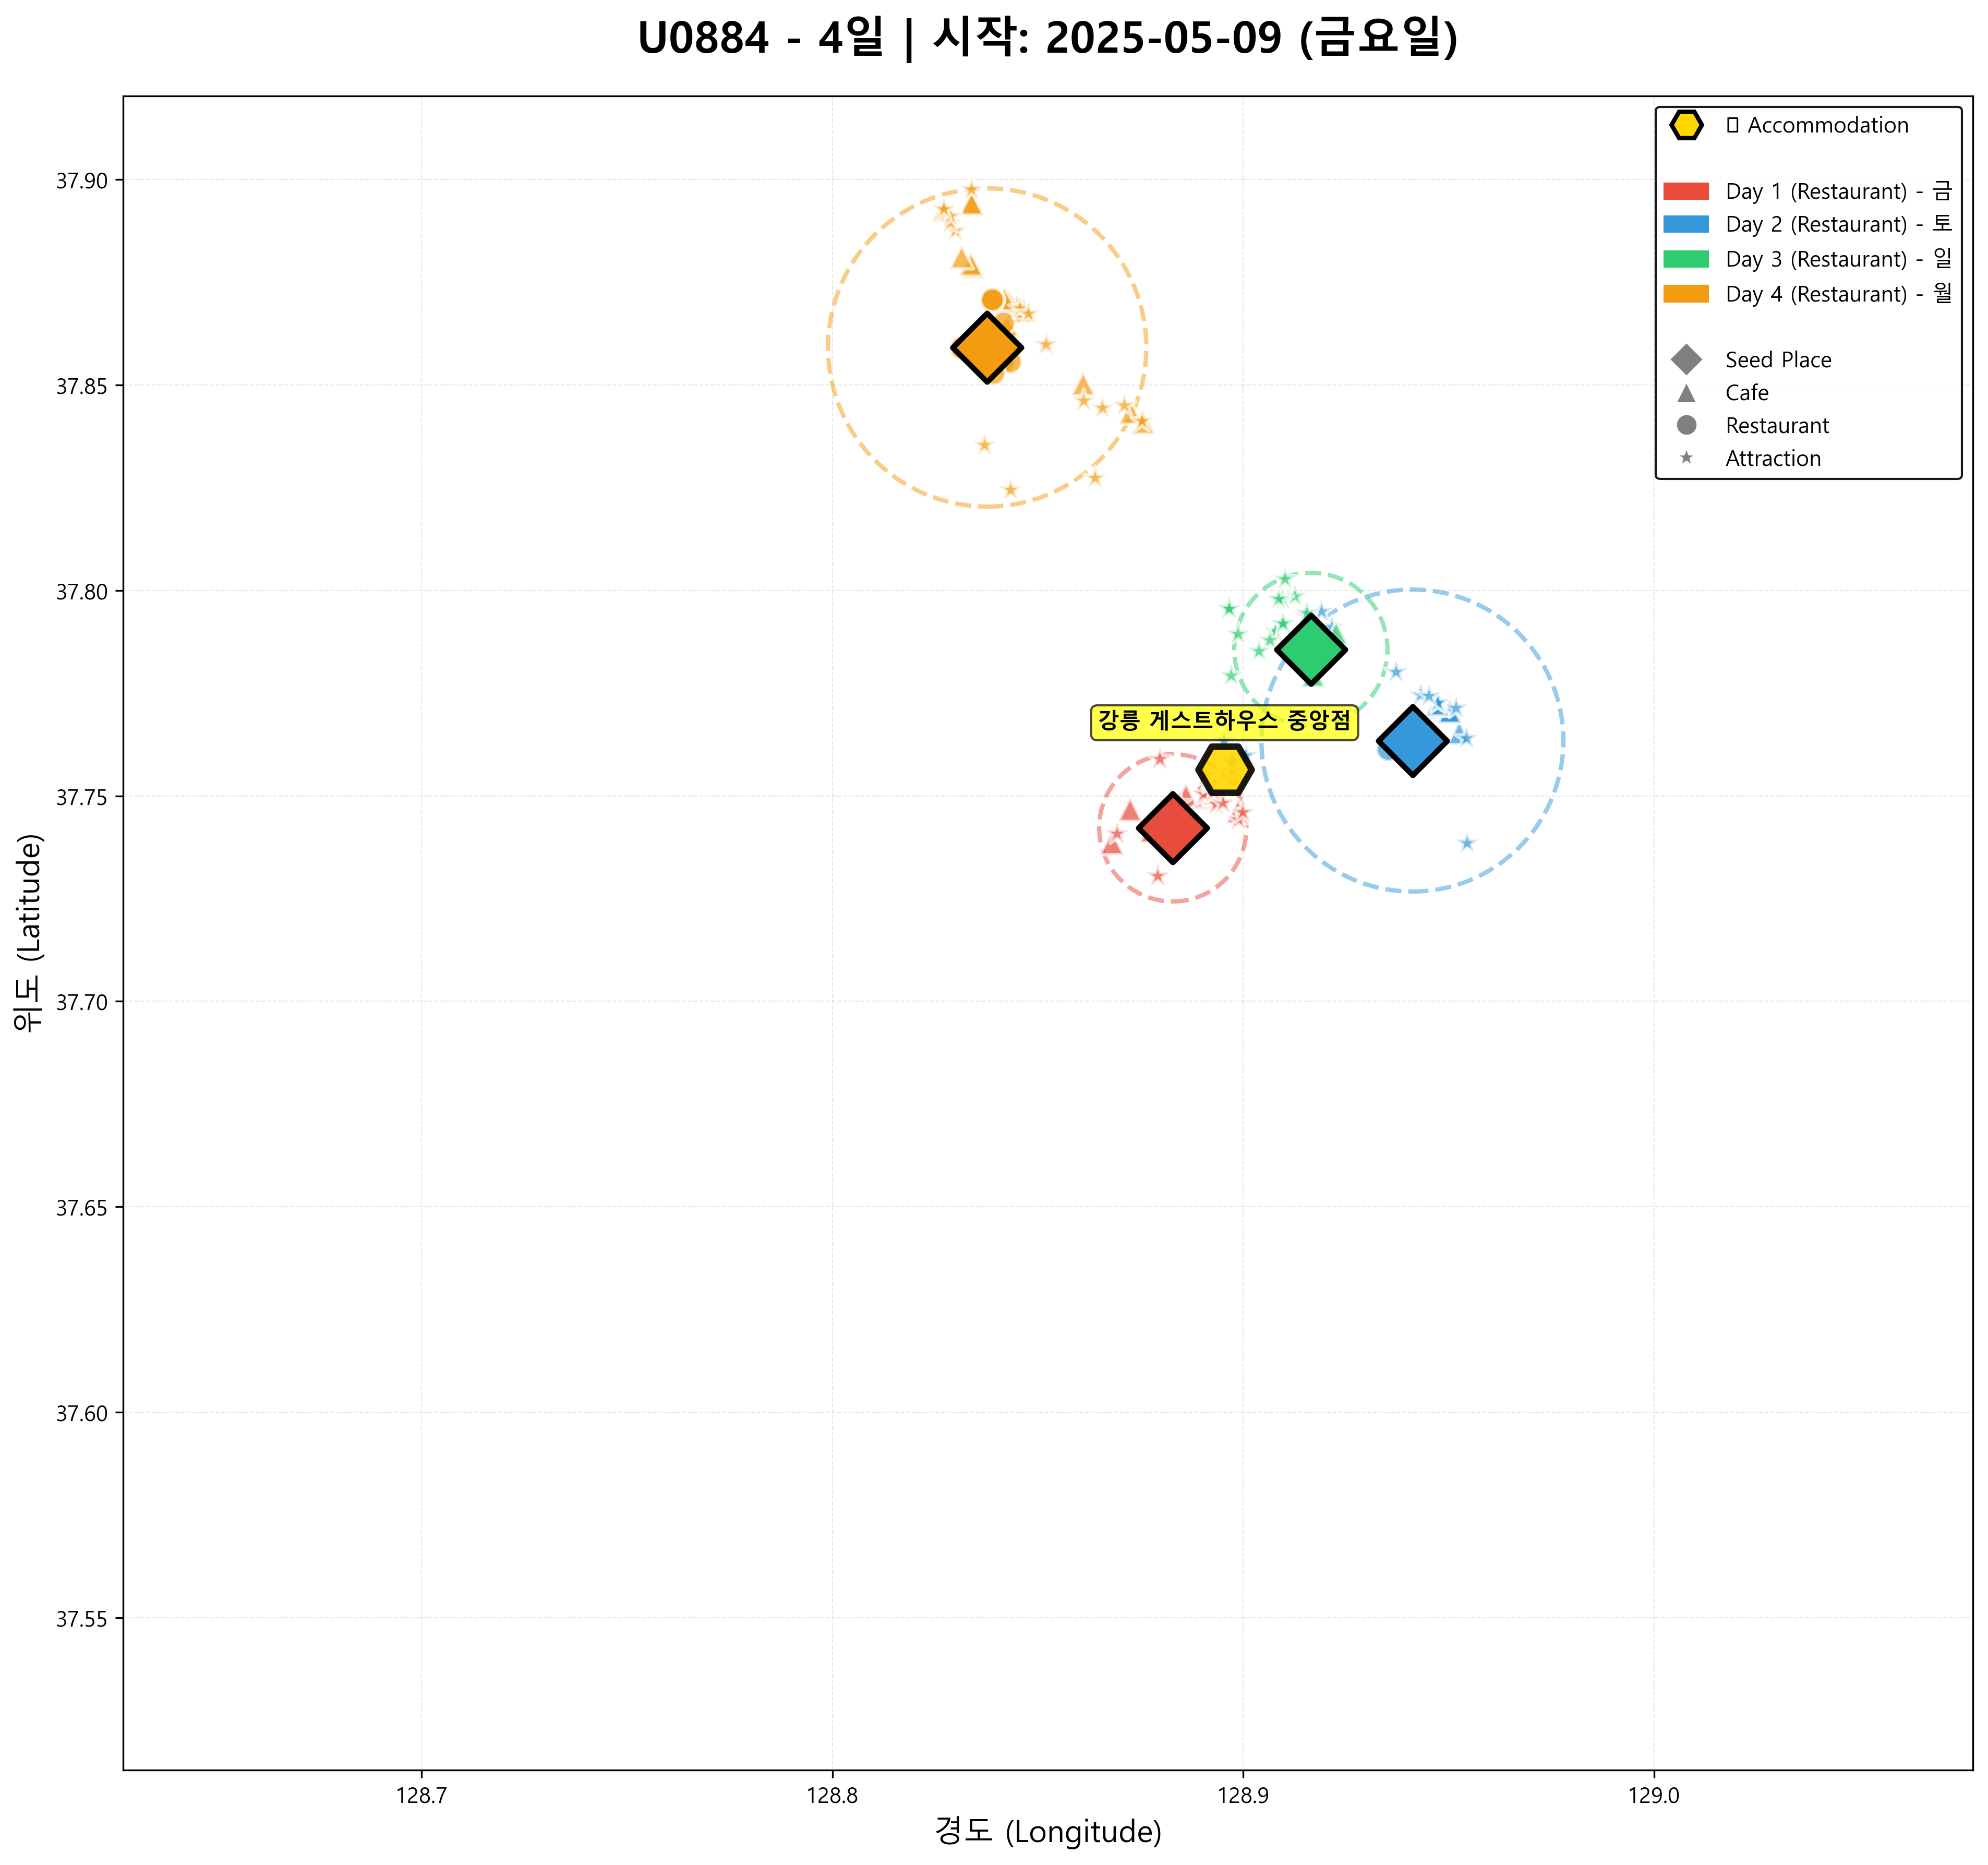 U0884 - 4일 | 시작: 2025-05-09 (금요일)
Accommodation
Day 1 (Restaurant) - 금
Day 2 (Restaurant) - 토
Day 3 (Restaurant) - 일
Day 4 (Restaurant) - 월
Seed Place
Cafe
Restaurant
Attraction
강릉 게스트하우스 중앙점
위도 (Latitude)
37.90
37.85
37.80
37.75
37.70
37.65
37.60
37.55
128.7
128.8
128.9
129.0
경도 (Longitude)